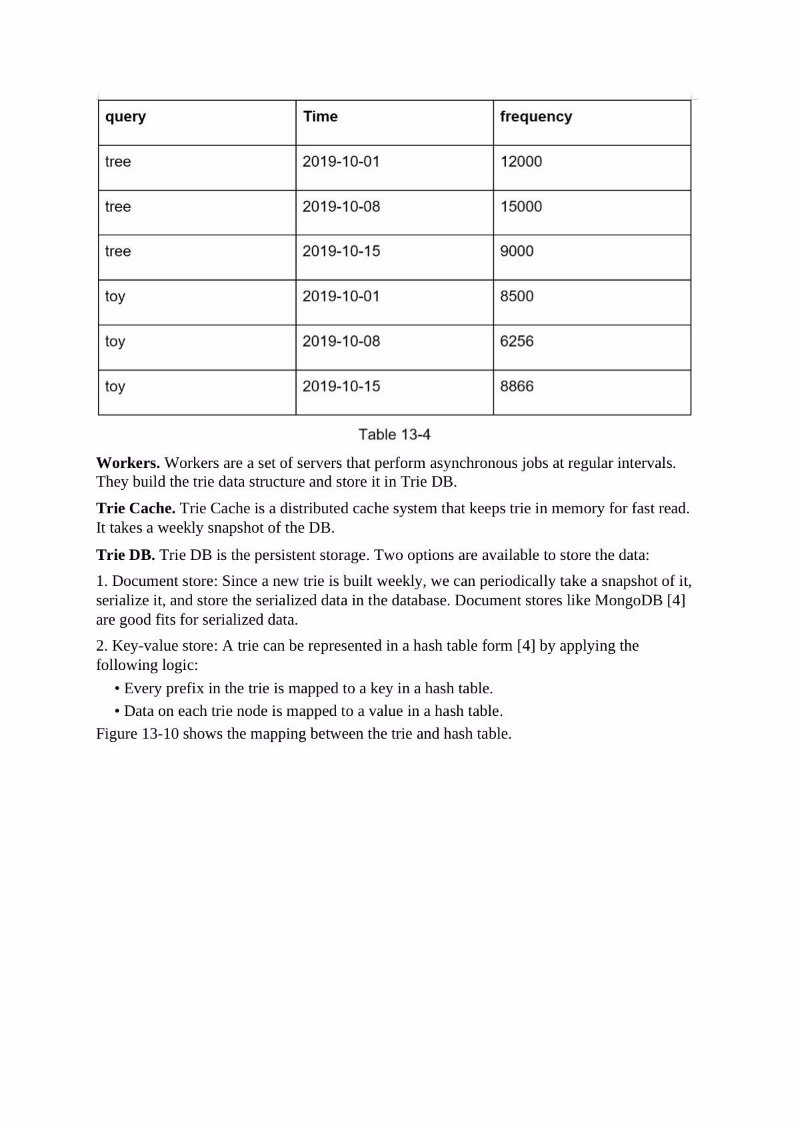 query Time frequency
tree 2019-10-01 12000
tree 2019-10-08 15000
tree 2019-10-15 9000
toy 2019-10-01 8500
toy 2019-10-08 6256
toy 2019-10-15 8866
Table 13-4
Workers. Workers are a set of servers that perform asynchronous jobs at regular intervals.
They build the trie data structure and store it in Trie DB.
Trie Cache. Trie Cache is a distributed cache system that keeps trie in memory for fast read.
It takes a weekly snapshot of the DB.
Trie DB. Trie DB is the persistent storage. Two options are available to store the data:
1. Document store: Since a new trie is built weekly, we can periodically take a snapshot of it,
serialize it, and store the serialized data in the database. Document stores like MongoDB [4]
are good fits for serialized data.
2. Key-value store: A trie can be represented in a hash table form [4] by applying the
following logic:
• Every prefix in the trie is mapped to a key in a hash table.
• Data on each trie node is mapped to a value in a hash table.
Figure 13-10 shows the mapping between the trie and hash table.